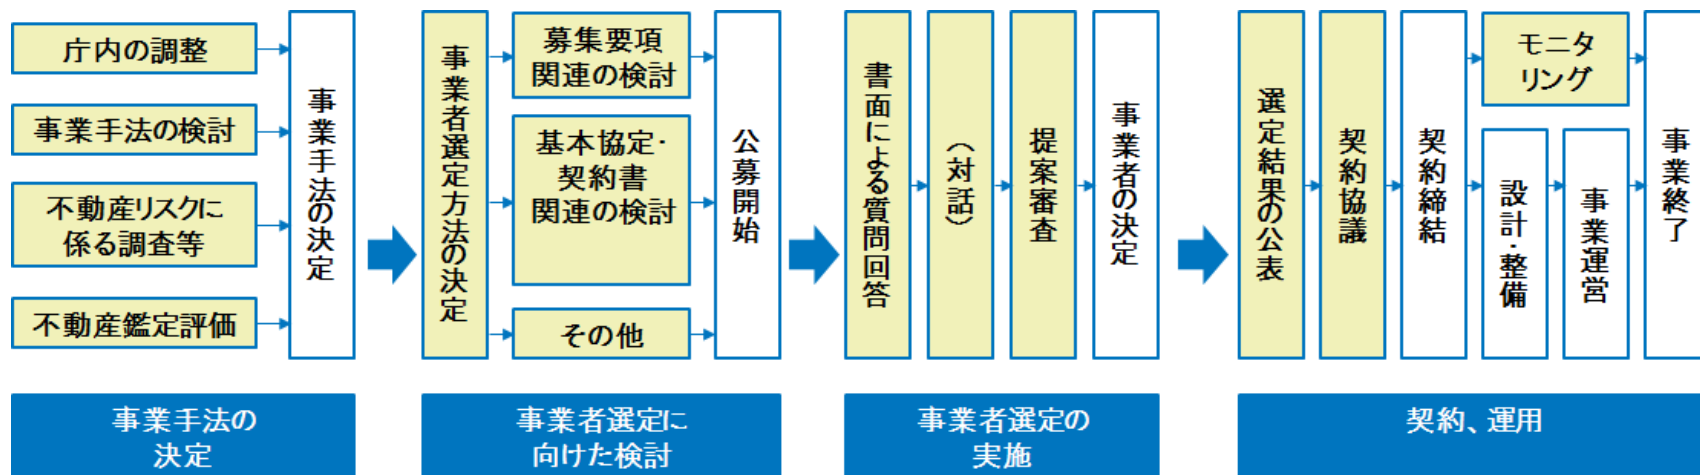 庁内の調整
事業手法の検討
不動産リスクに
係る調査等
不動産鑑定評価
事業手法の決定
事業者選定方法の決定
募集要項
関連の検討
基本協定・
契約書
関連の検討
その他
公募開始
書面による質問回答
（対話）
提案審査
事業者の決定
選定結果の公表
契約協議
契約締結
モニタ
リング
設計・整備
事業運営
事業終了
事業手法の
決定
事業者選定に
向けた検討
事業者選定の
実施
契約、運用